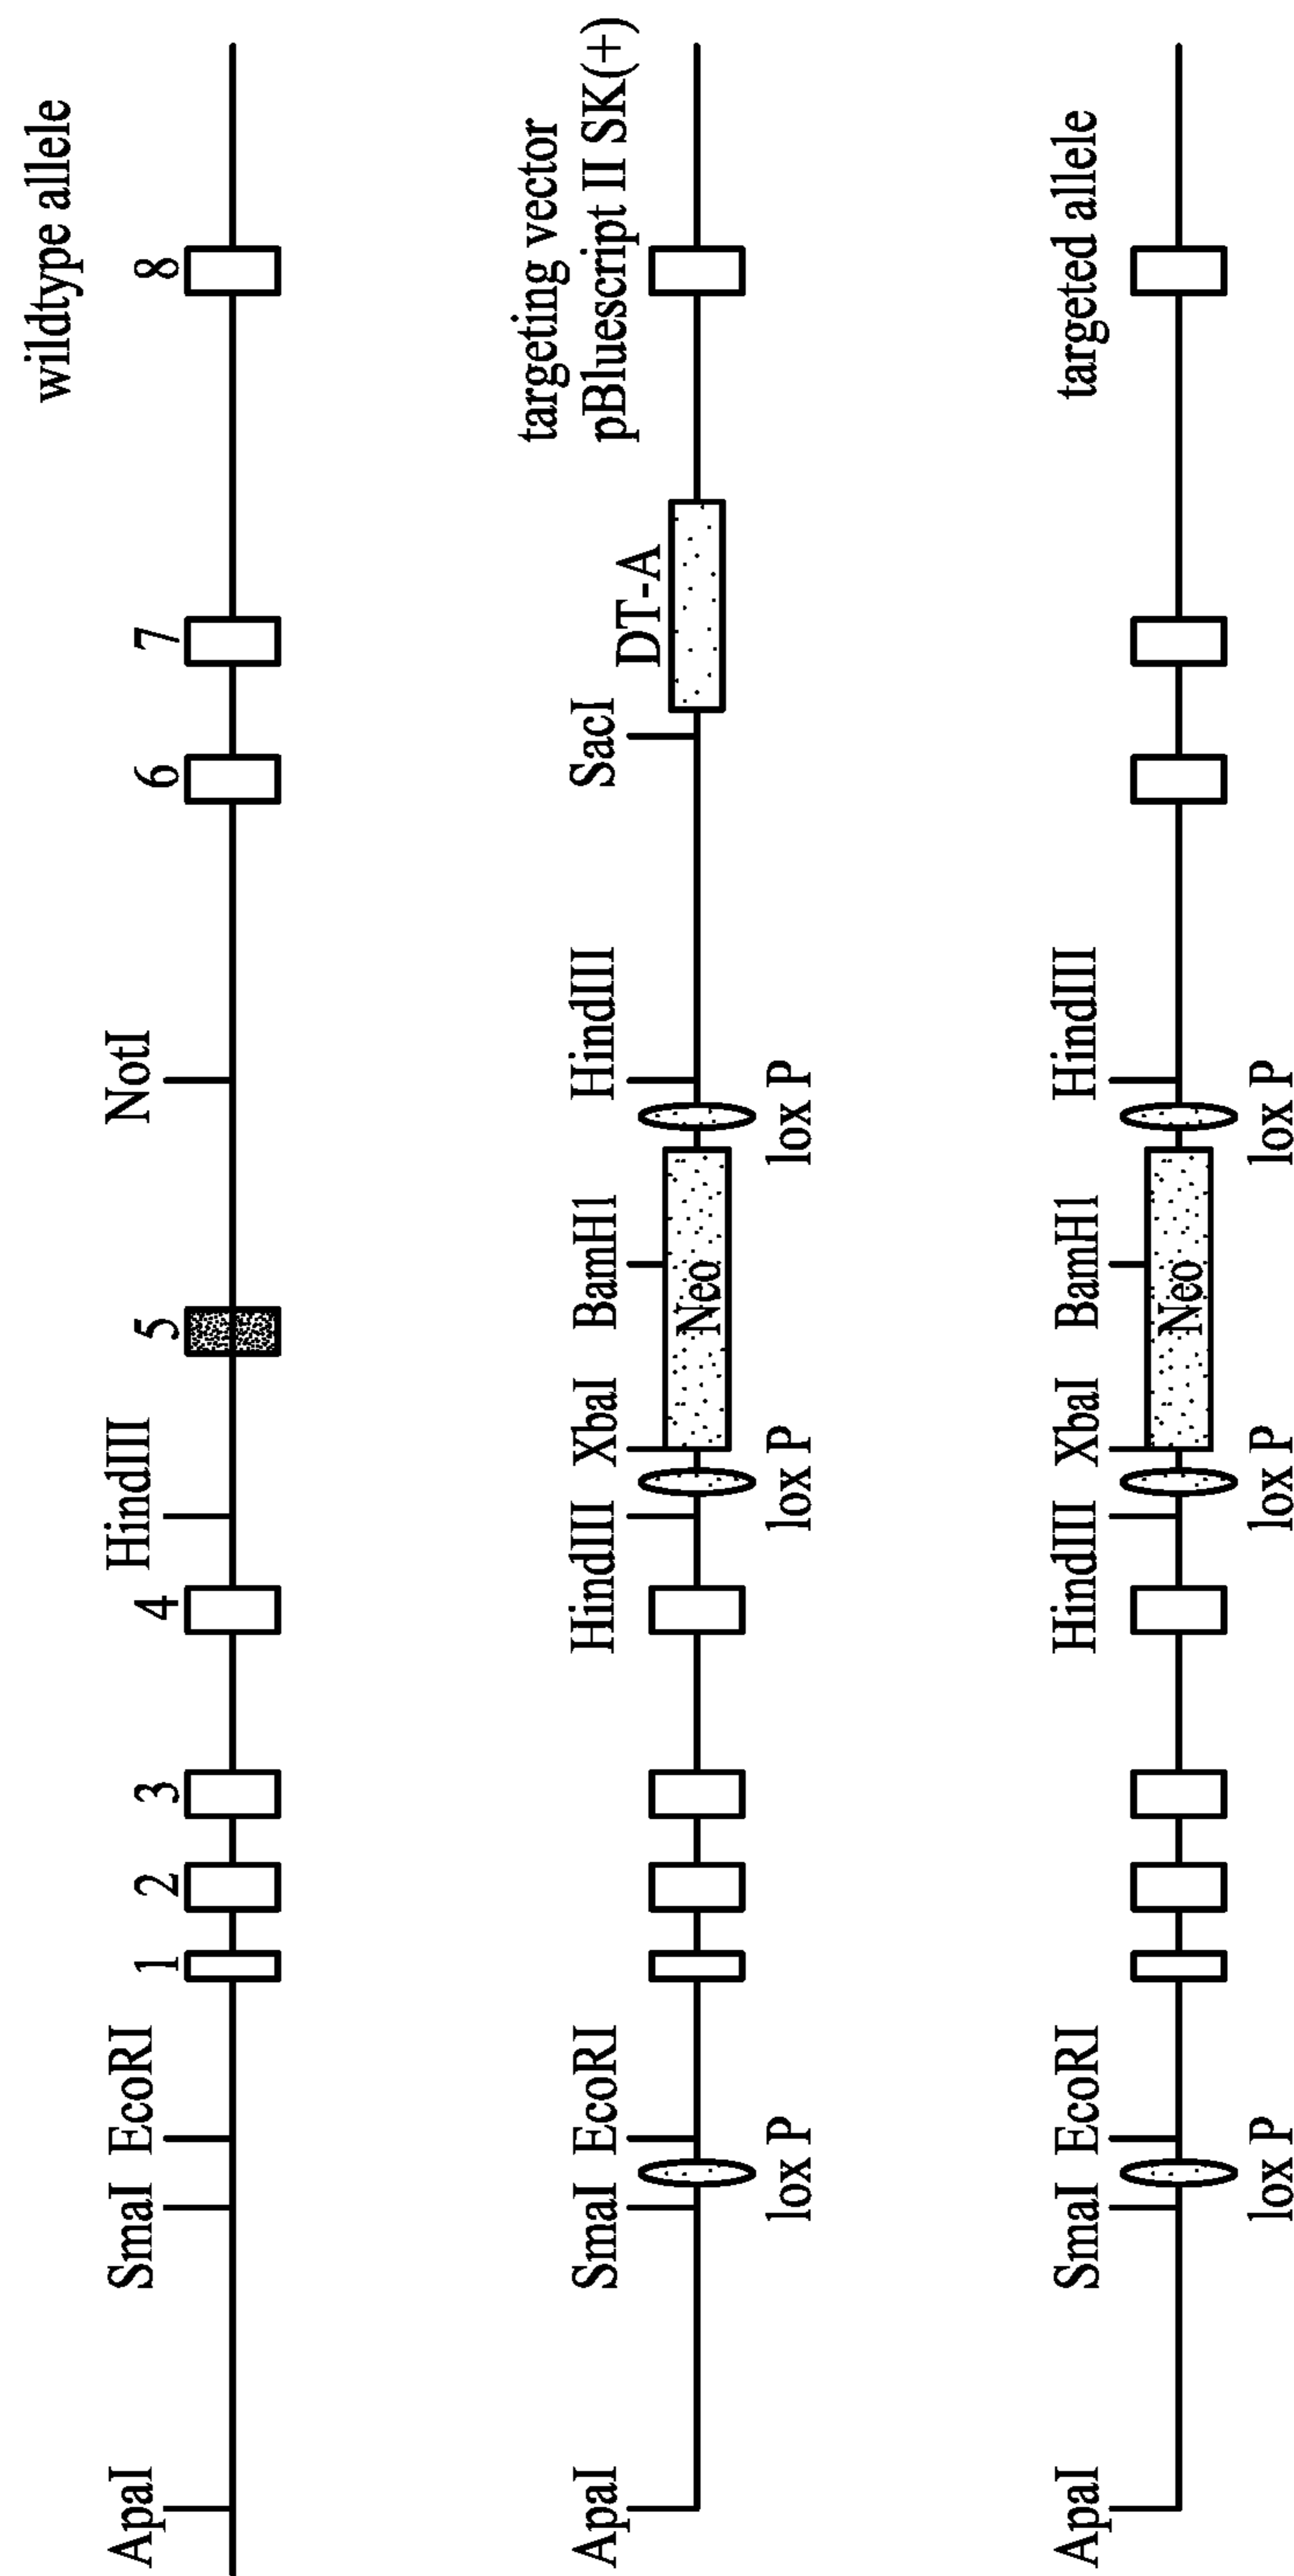 wildtype allele
ApaI SmaI EcoRI 1 2 3 4 HindIII 5 NotI 6 7 8
targeting vector
pBluescript II SK(+)
ApaI SmaI EcoRI HindIII XbaI BamH1 HindIII SacI DT-A
Neo
lox P lox P lox P
targeted allele
ApaI SmaI EcoRI HindIII XbaI BamH1 HindIII
Neo
lox P lox P lox P